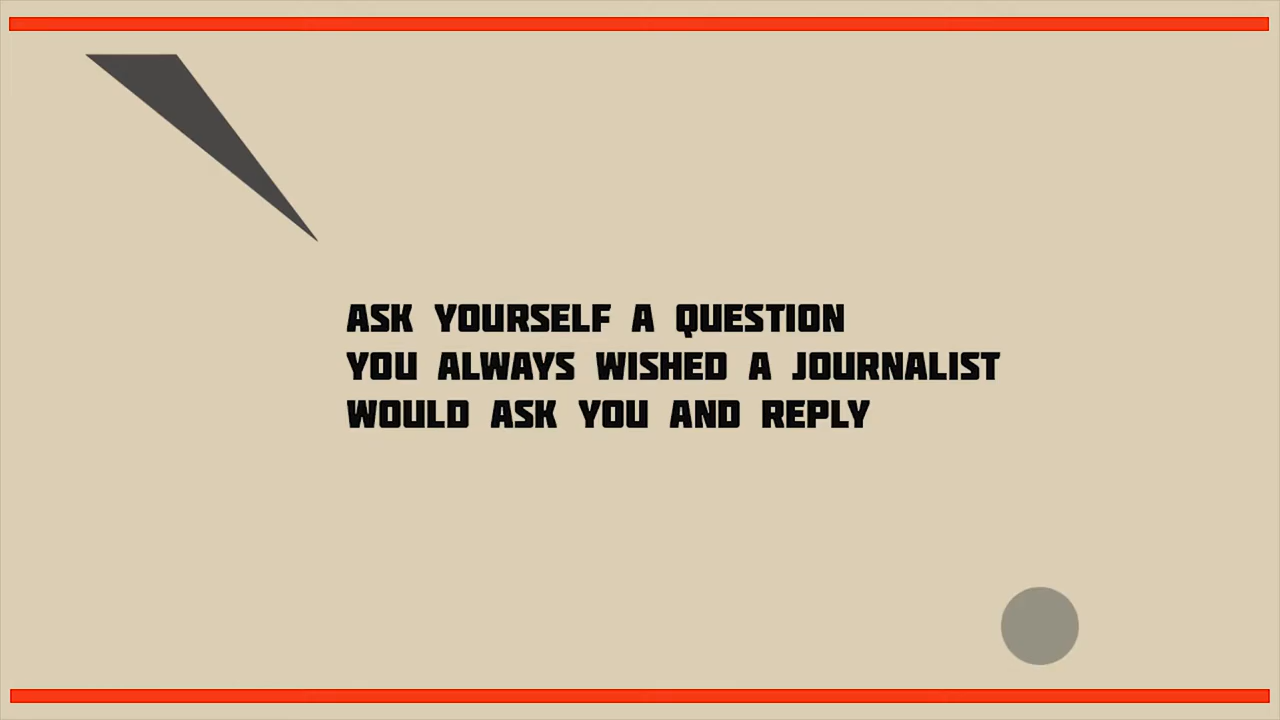 ASK YOURSELF A QUESTION
YOU ALWAYS WISHED A JOURNALIST
WOULD ASK YOU AND REPLY